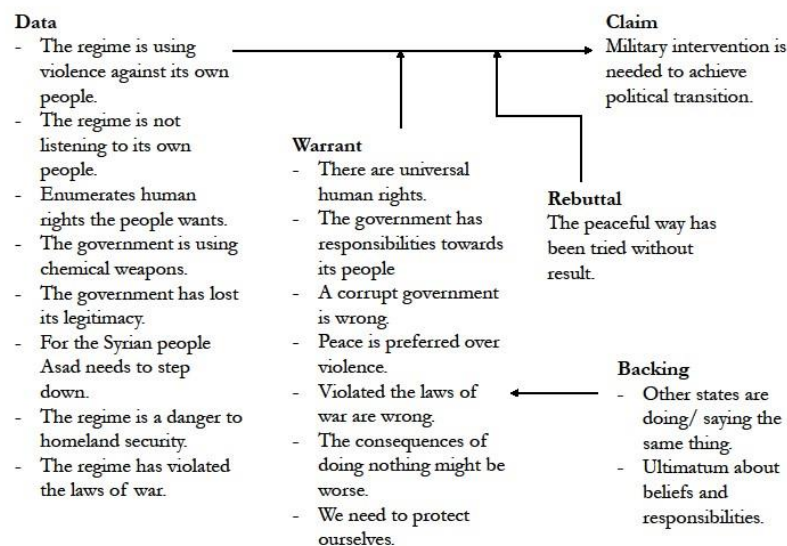 Data
- The regime is using
violence against its own
people.
- The regime is not
listening to its own
people.
- Enumerates human
rights the people wants.
- The government is using
chemical weapons.
- The government has lost
its legitimacy.
- For the Syrian people
Asad needs to step
down.
- The regime is a danger to
homeland security.
- The regime has violated
the laws of war.
Warrant
- There are universal
human rights.
- The government has
responsibilities towards
its people
- A corrupt government
is wrong.
- Peace is preferred over
violence.
- Violated the laws of
war are wrong.
- The consequences of
doing nothing might be
worse.
- We need to protect
ourselves.
Claim
Military intervention is
needed to achieve
political transition.
Rebuttal
The peaceful way has
been tried without
result.
Backing
- Other states are
doing/ saying the
same thing.
- Ultimatum about
beliefs and
responsibilities.